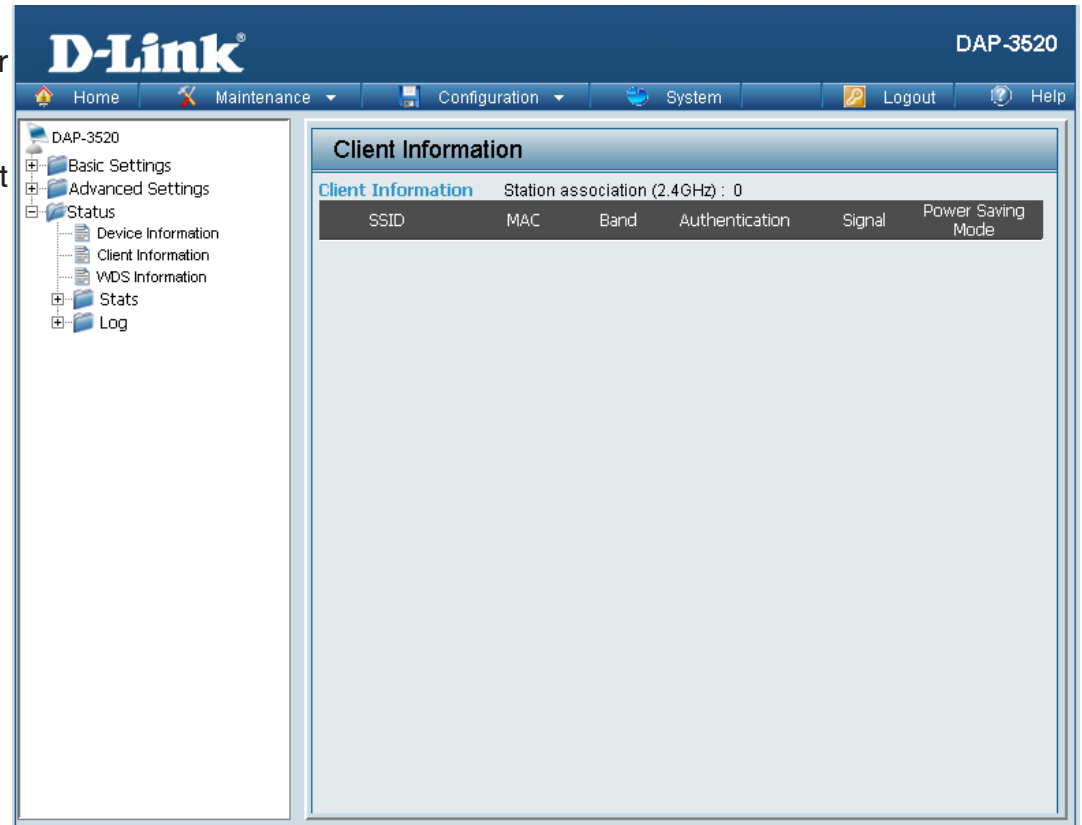 r
t
D-Link®
DAP-3520
Home Maintenance Configuration System Logout Help
DAP-3520
Basic Settings
Advanced Settings
Status
Device Information
Client Information
WDS Information
Stats
Log
Client Information
Client Information Station association (2.4GHz) : 0
SSID MAC Band Authentication Signal Power Saving Mode